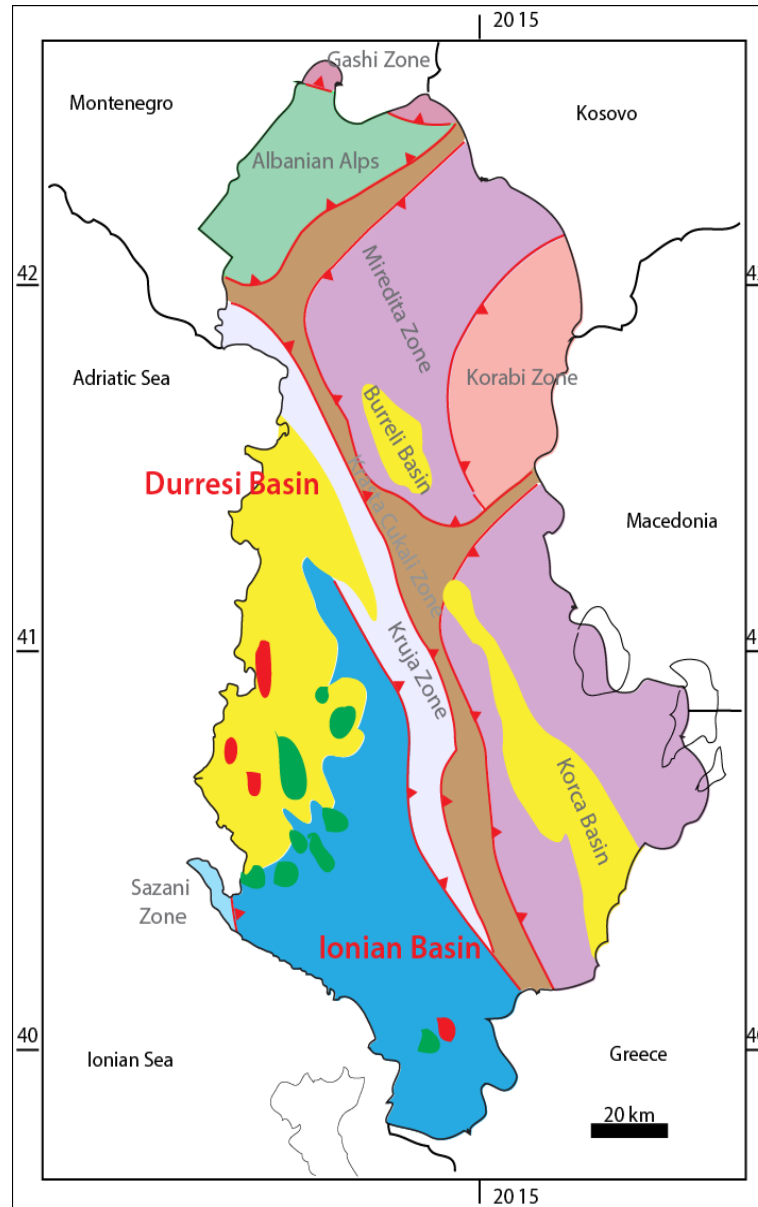 20 15
Gashi Zone
Montenegro
Kosovo
Albanian Alps
42
Miredita Zone
Adriatic Sea
Korabi Zone
Burreli Basin
Durresi Basin
Krasta Cukali Zone
Macedonia
41
Kruja Zone
Korca Basin
Sazani
Zone
Ionian Basin
40
Ionian Sea
Greece
20 km
20 15